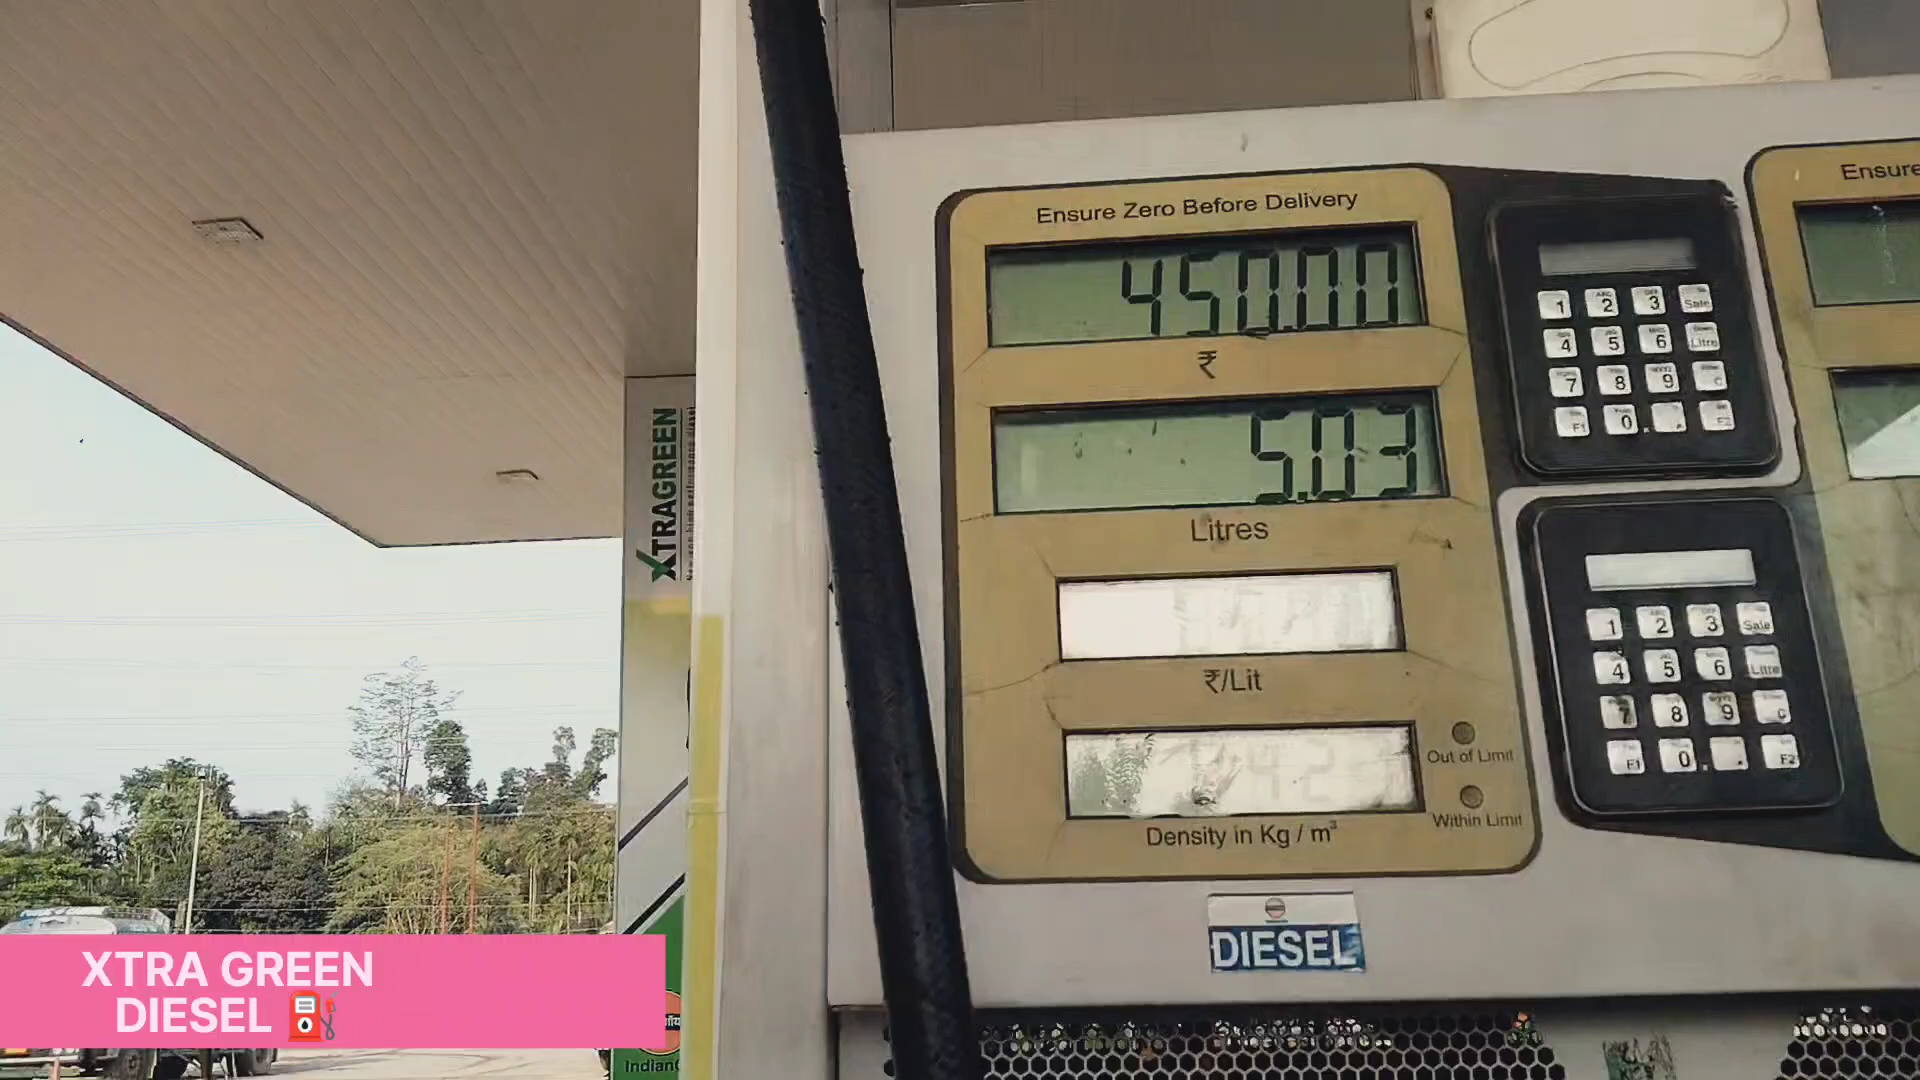 Ensure Zero Before Delivery
450.00
₹
5.03
Litres
₹/Lit
Density in Kg / m³
Out of Limit
Within Limit
DIESEL
Ensure
1 2 3 Sale
4 5 6 Litre
7 8 9 C
F1 0 . F2
1 2 3 Sale
4 5 6 Litre
7 8 9 C
F1 0 . F2
XTRAGREEN
XTRA GREEN
DIESEL ⛽
Indian